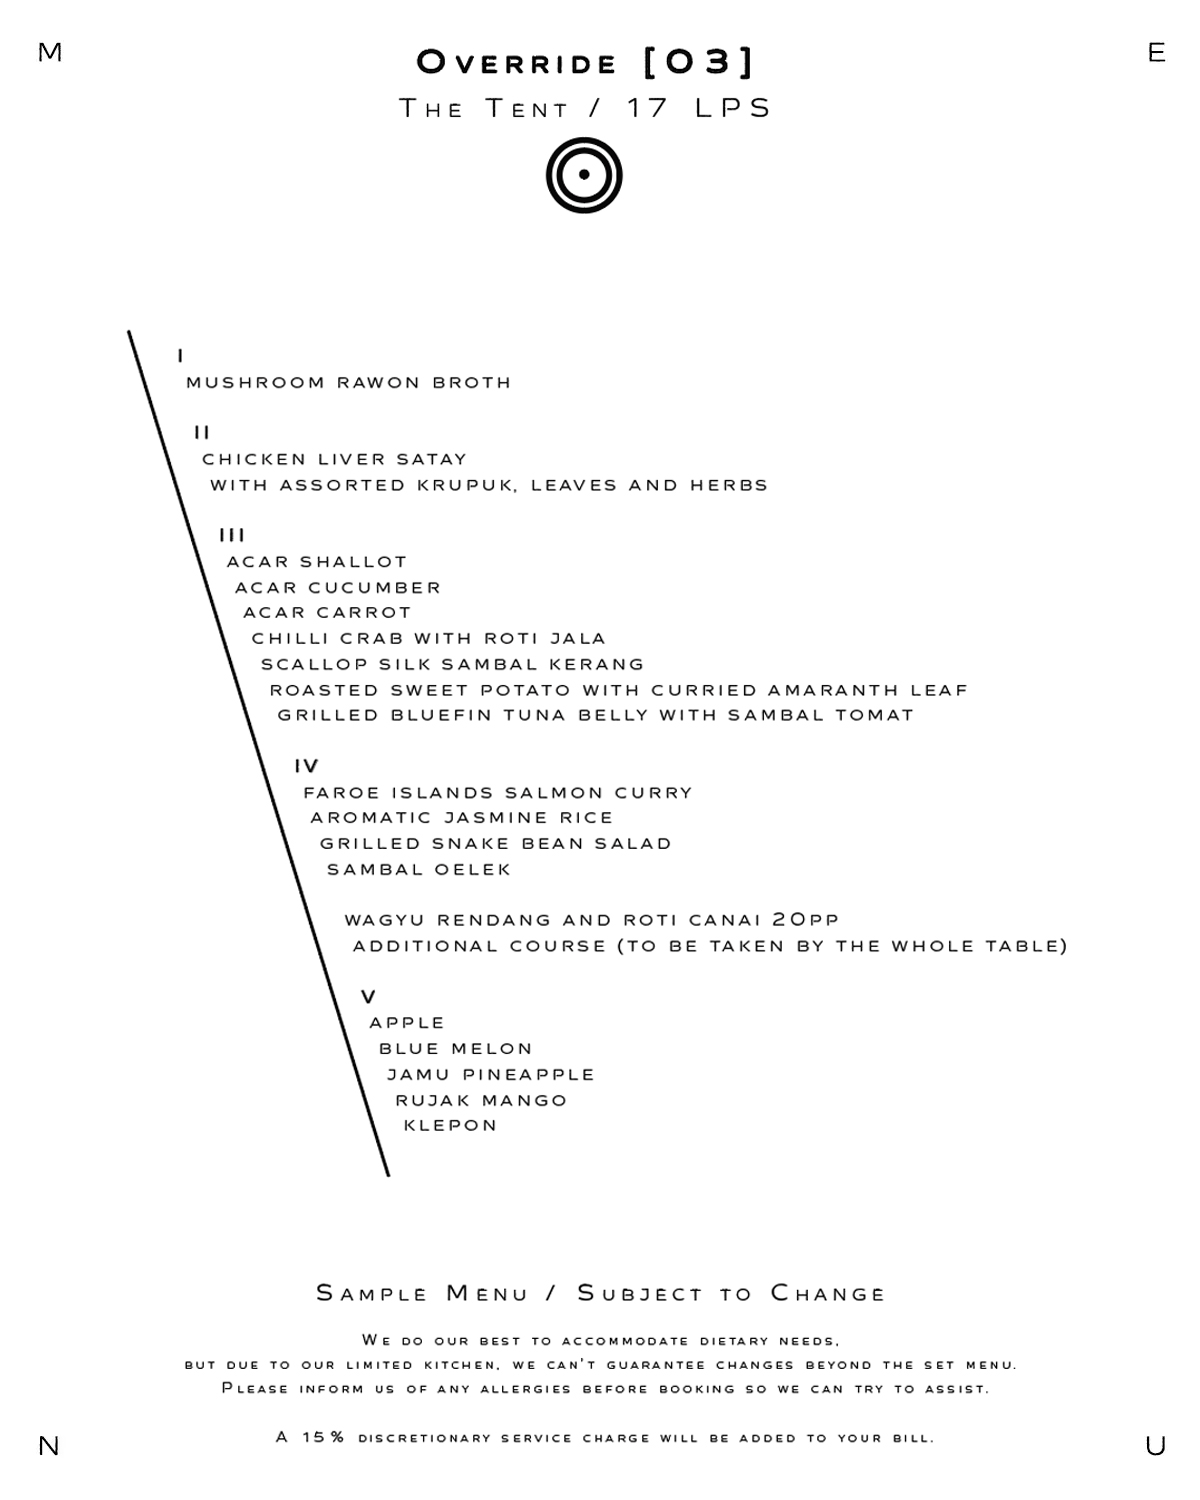 M
E
Override [03]
The Tent / 17 LPS
I
MUSHROOM RAWON BROTH
II
CHICKEN LIVER SATAY
WITH ASSORTED KRUPUK, LEAVES AND HERBS
III
ACAR SHALLOT
ACAR CUCUMBER
ACAR CARROT
CHILLI CRAB WITH ROTI JALA
SCALLOP SILK SAMBAL KERANG
ROASTED SWEET POTATO WITH CURRIED AMARANTH LEAF
GRILLED BLUEFIN TUNA BELLY WITH SAMBAL TOMAT
IV
FAROE ISLANDS SALMON CURRY
AROMATIC JASMINE RICE
GRILLED SNAKE BEAN SALAD
SAMBAL OELEK
WAGYU RENDANG AND ROTI CANAI 20PP
ADDITIONAL COURSE (TO BE TAKEN BY THE WHOLE TABLE)
V
APPLE
BLUE MELON
JAMU PINEAPPLE
RUJAK MANGO
KLEPON
Sample Menu / Subject to Change
We do our best to accommodate dietary needs,
but due to our limited kitchen, we can't guarantee changes beyond the set menu.
Please inform us of any allergies before booking so we can try to assist.
A 15% discretionary service charge will be added to your bill.
N
U